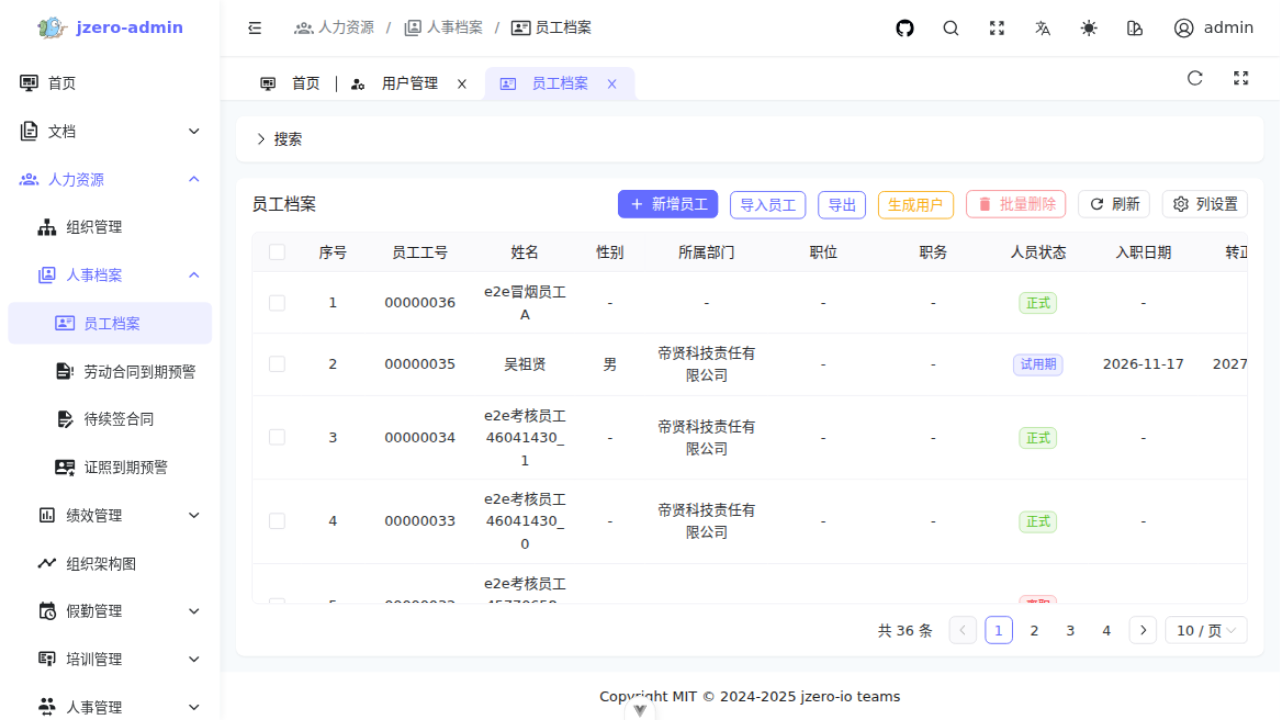 jzero-admin
人力资源 / 人事档案 / 员工档案
admin
首页
文档
人力资源
组织管理
人事档案
员工档案
劳动合同到期预警
待续签合同
证照到期预警
绩效管理
组织架构图
假勤管理
培训管理
人事管理
首页 | 用户管理 员工档案
搜索
员工档案
新增员工 导入员工 导出 生成用户 批量删除 刷新 列设置
序号 员工工号 姓名 性别 所属部门 职位 职务 人员状态 入职日期 转正
1 00000036 e2e冒烟员工 - - - - 正式 -
A
2 00000035 吴祖贤 男 帝贤科技责任有 - - 试用期 2026-11-17 2027
限公司
3 00000034 e2e考核员工 - 帝贤科技责任有 - - 正式 -
46041430_ 限公司
1
4 00000033 e2e考核员工 - 帝贤科技责任有 - - 正式 -
46041430_ 限公司
0
e2e考核员工
共 36 条 1 2 3 4 10 / 页
Copyright MIT © 2024-2025 jzero-io teams